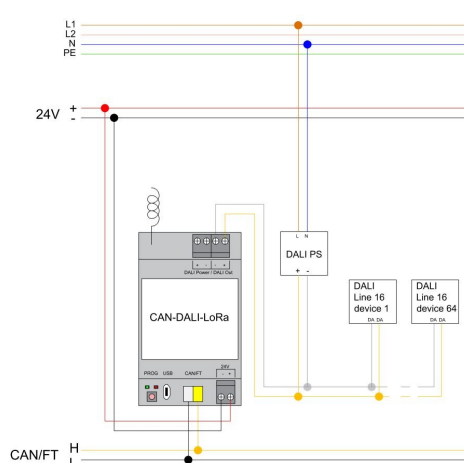 L1
L2
N
PE
24V + -
L N
DALI PS
+ -
+ - - +
DALI Power / DALI Out
CAN-DALI-LoRa
DALI
Line 16
device 1
DA DA
DALI
Line 16
device 64
DA DA
24V
PROG USB CAN/FT - +
CAN/FT H
L